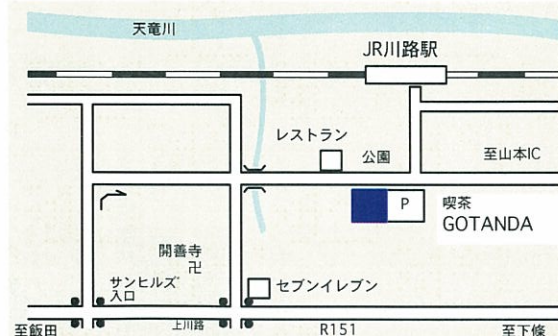 天竜川
JR川路駅
レストラン
公園
至山本IC
P
喫茶
GOTANDA
開善寺
卍
サンヒルズ
入口
セブンイレブン
上川路
至飯田
R151
至下條